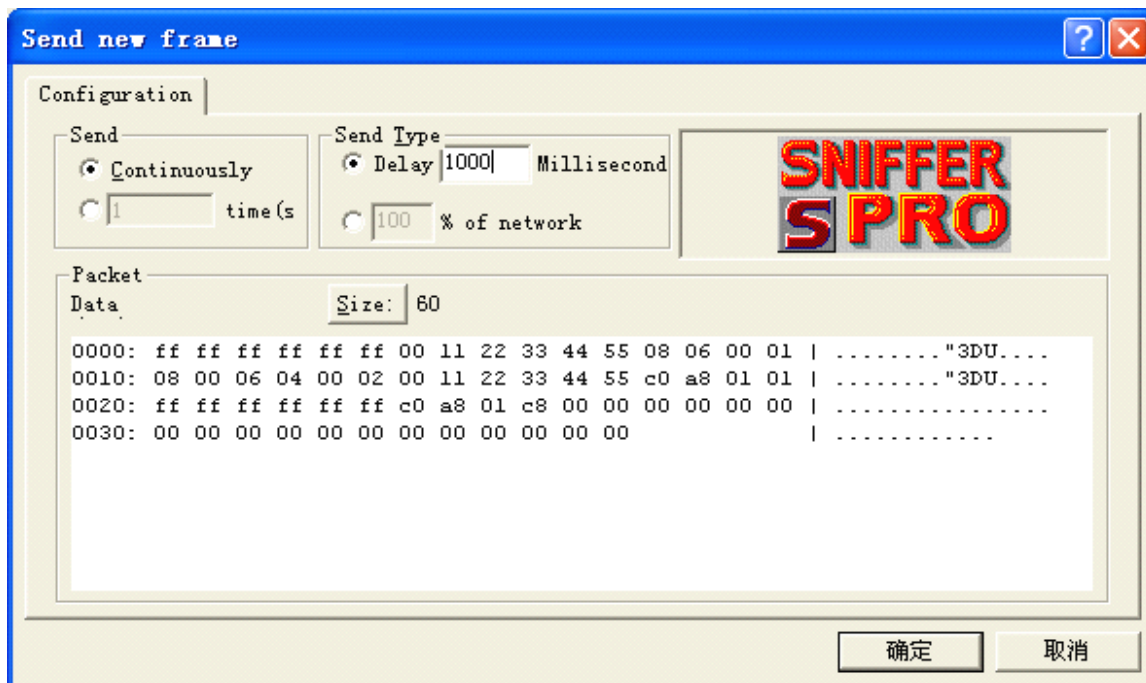 Send new frame
Configuration
Send
Continuously
1 time(s
Send Type
Delay 1000 Millisecond
100 % of network
SNIFFER
S PRO
Packet
Data Size: 60
0000: ff ff ff ff ff ff 00 11 22 33 44 55 08 06 00 01 | ........"3DU....
0010: 08 00 06 04 00 02 00 11 22 33 44 55 c0 a8 01 01 | ........"3DU....
0020: ff ff ff ff ff ff c0 a8 01 c8 00 00 00 00 00 00 | ................
0030: 00 00 00 00 00 00 00 00 00 00 00 00 | ............
确定 取消